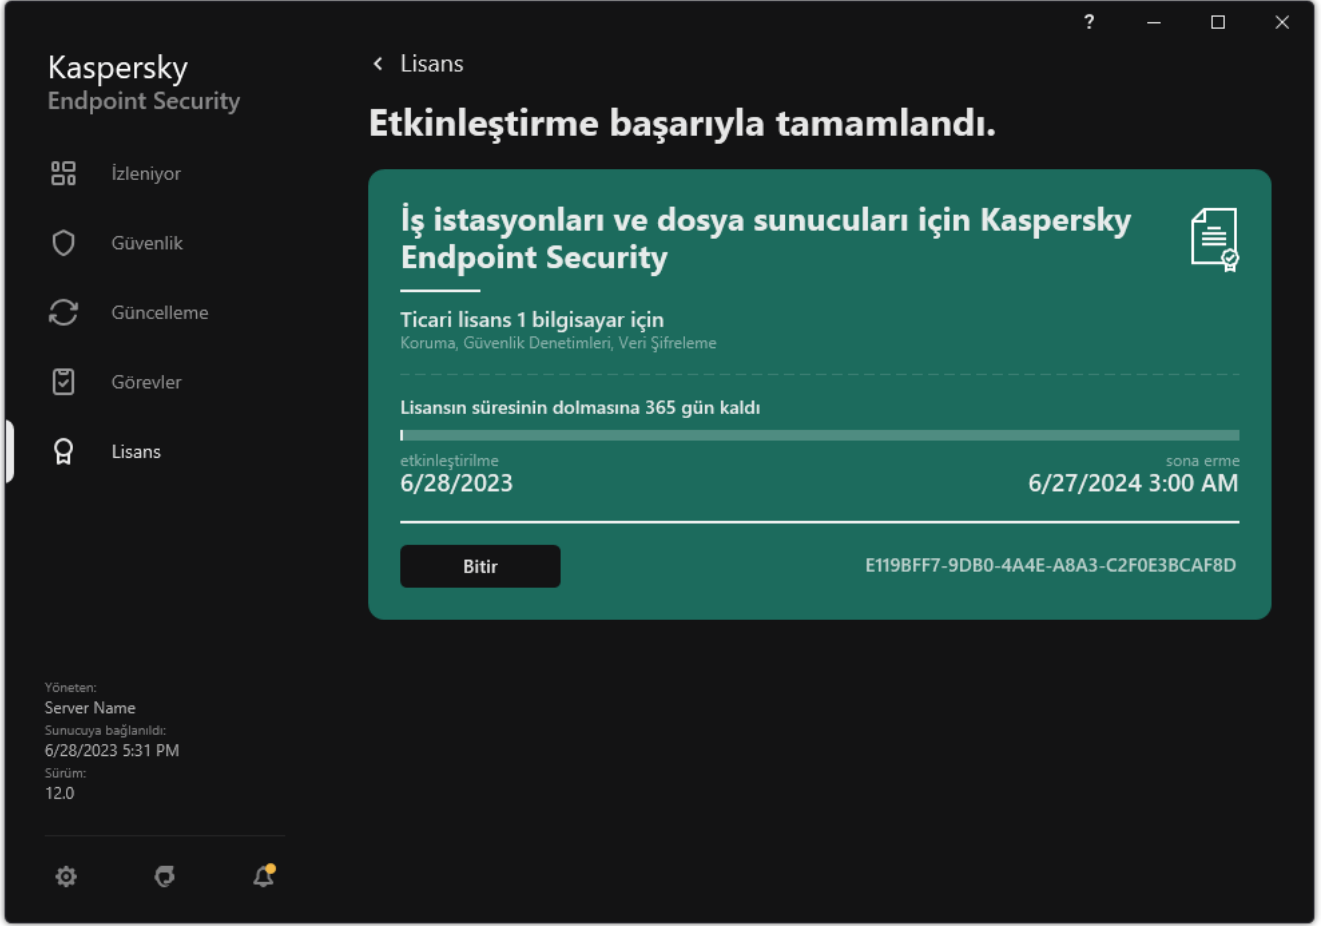 ?
Kaspersky
Endpoint Security
İzleniyor
Güvenlik
Güncelleme
Görevler
Lisans
Yöneten:
Server Name
Sunucuya bağlanıldı:
6/28/2023 5:31 PM
Sürüm:
12.0
Lisans
Etkinleştirme başarıyla tamamlandı.
İş istasyonları ve dosya sunucuları için Kaspersky
Endpoint Security
Ticari lisans 1 bilgisayar için
Koruma, Güvenlik Denetimleri, Veri Şifreleme
Lisansın süresinin dolmasına 365 gün kaldı
etkinleştirilme sona erme
6/28/2023 6/27/2024 3:00 AM
Bitir E119BFF7-9DB0-4A4E-A8A3-C2F0E3BCAF8D